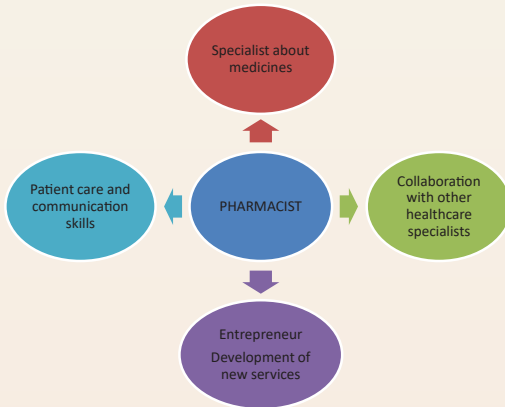 Specialist about
medicines
Patient care and
communication
skills
PHARMACIST
Collaboration
with other
healthcare
specialists
Entrepreneur
Development of
new services